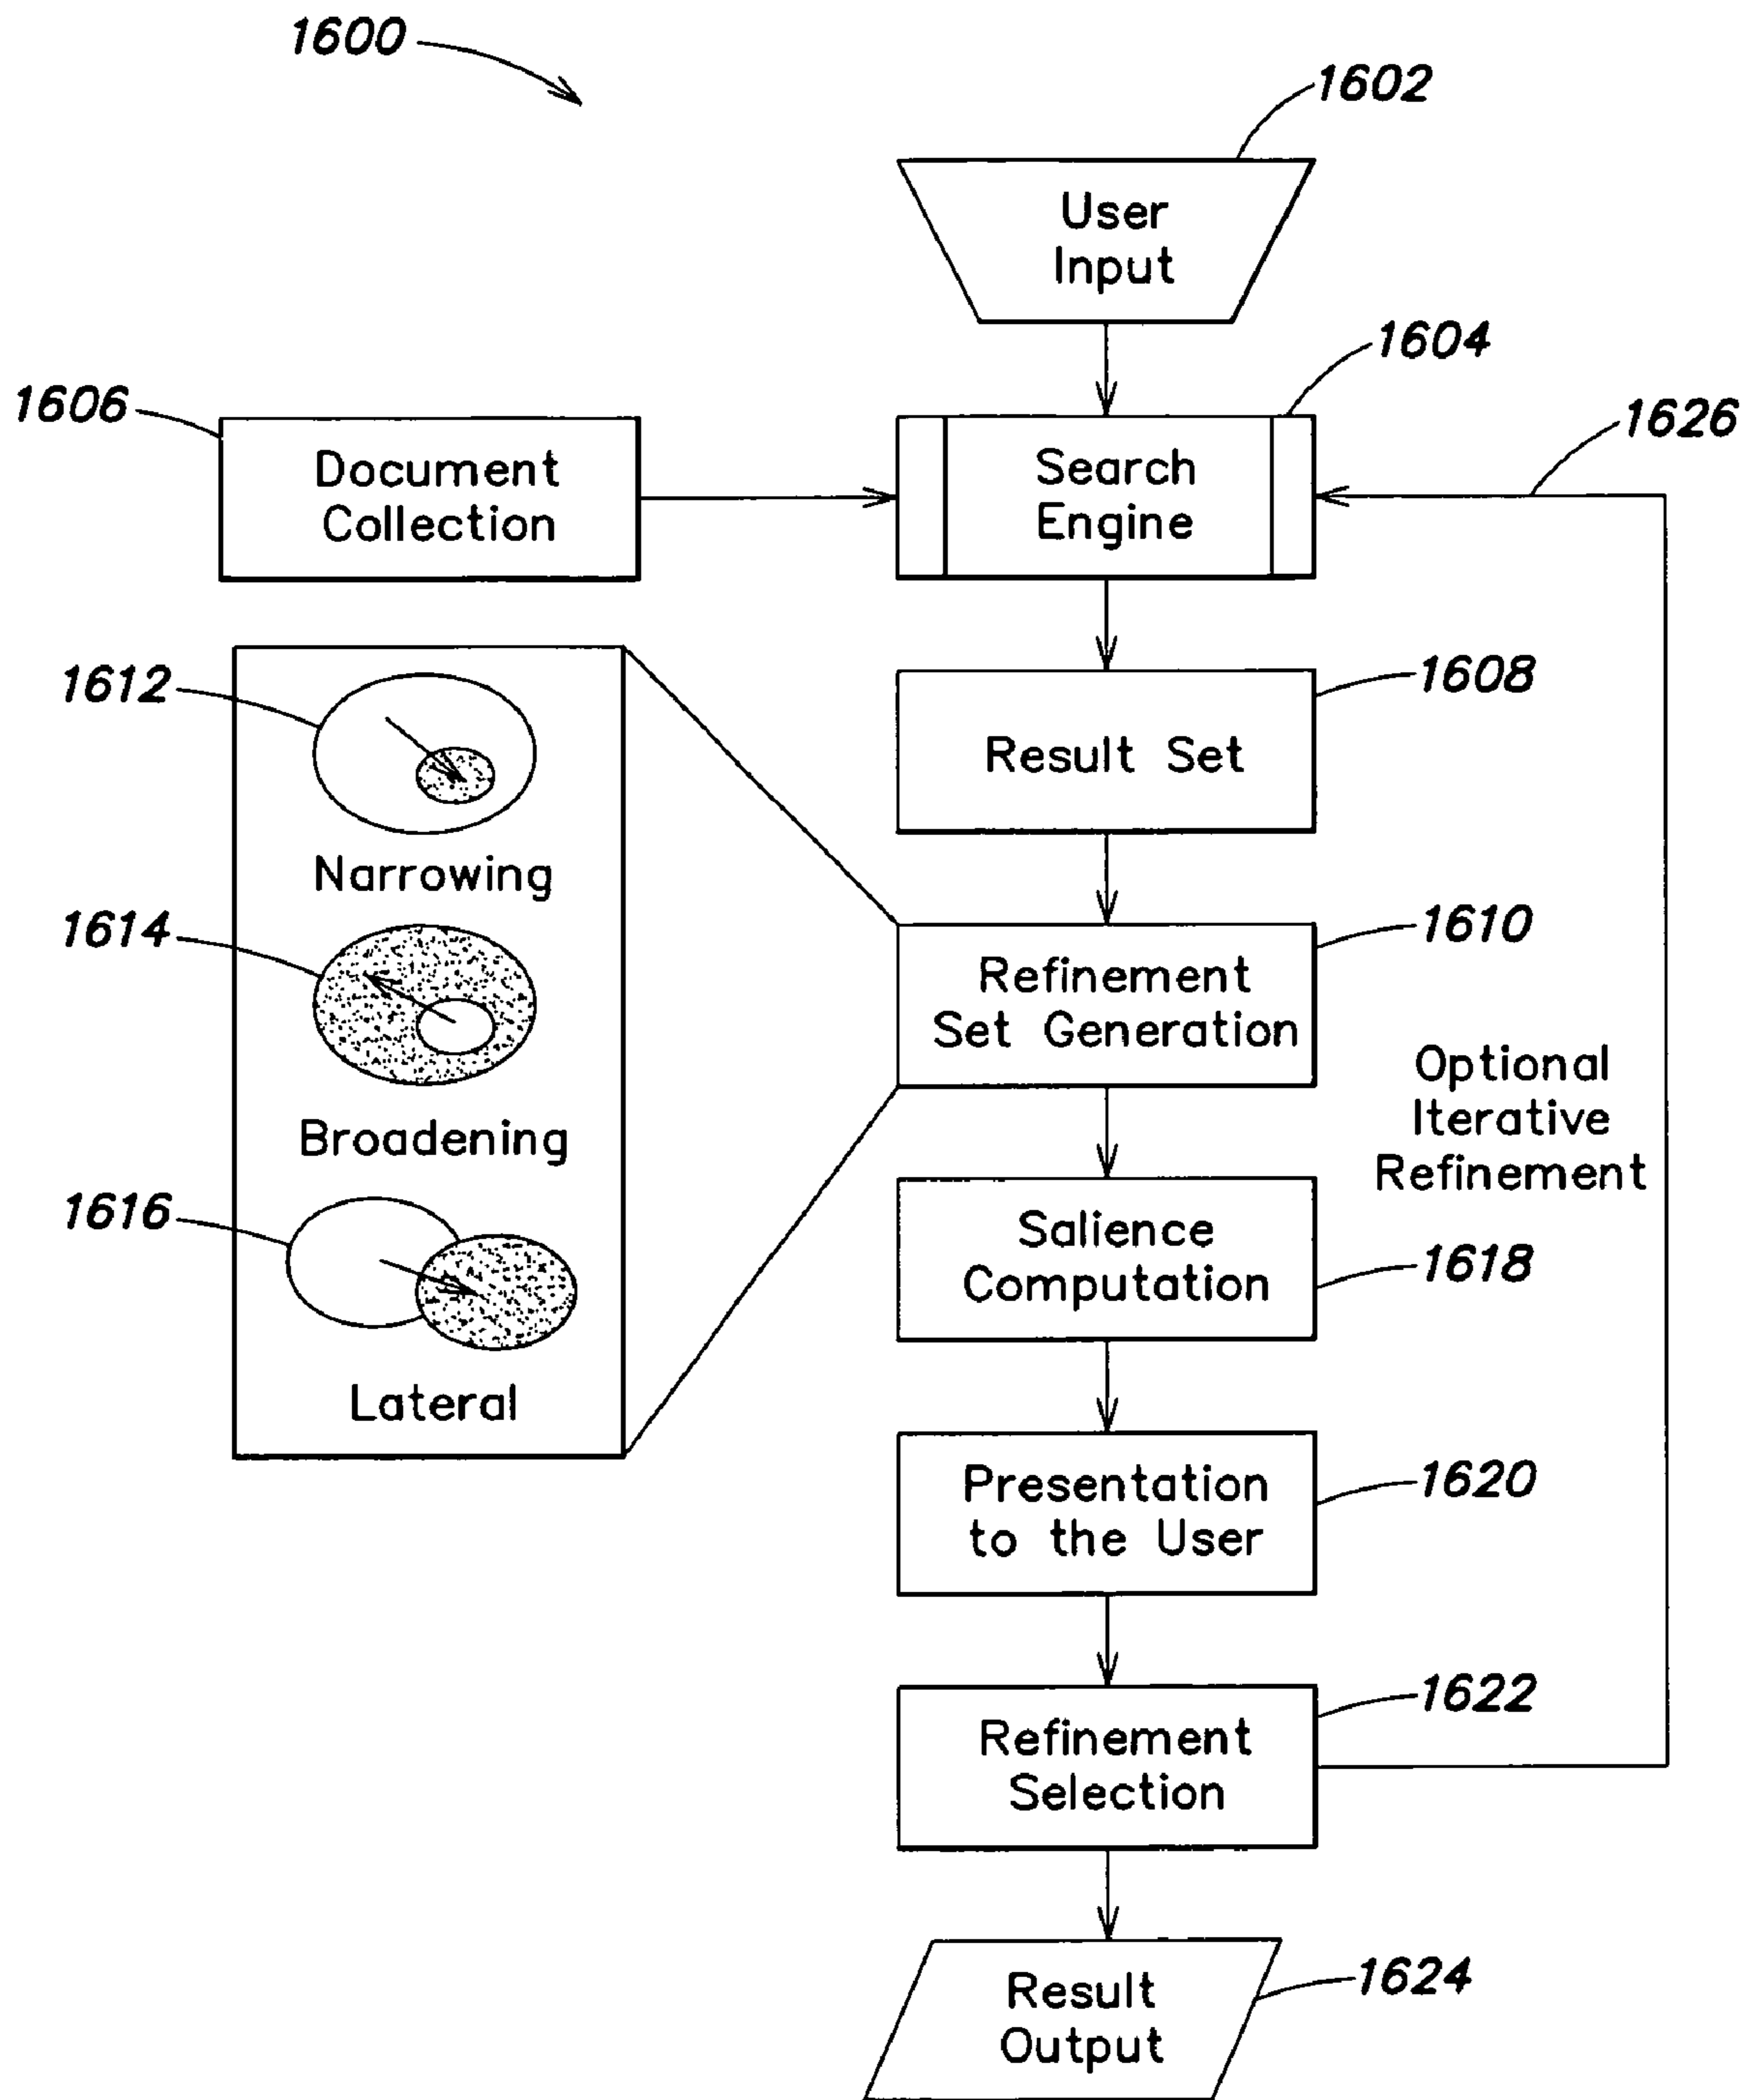 1600
1602
User
Input
1604
1626
1606
Document
Collection
Search
Engine
1608
Result Set
1612
Narrowing
1614
Broadening
1616
Lateral
1610
Refinement
Set Generation
Optional
Iterative
Refinement
Salience
Computation
1618
Presentation
to the User
1620
Refinement
Selection
1622
Result
Output
1624